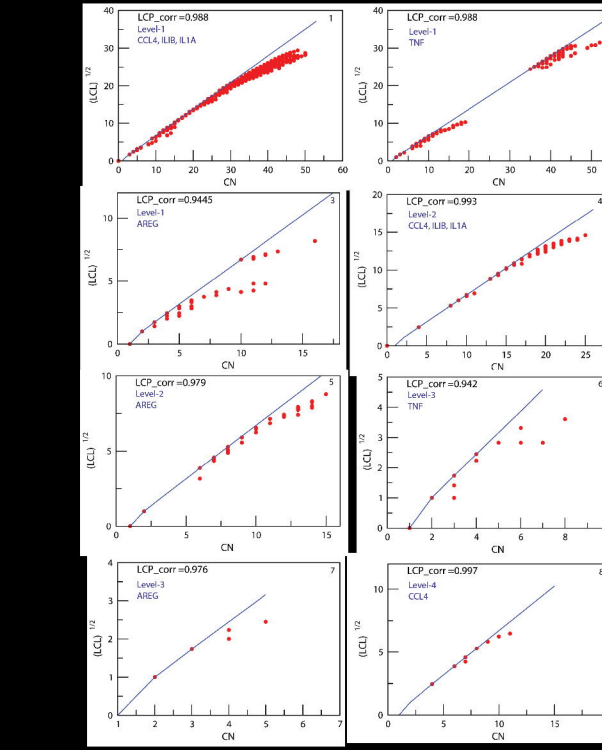 LCP_corr =0.988 1
Level-1
CCL4, ILIB, IL1A
(LCL) 1/2
40
30
20
10
0
0 10 20 30 40 50 60
CN
LCP_corr =0.988
Level-1
TNF
(LCL) 1/2
40
30
20
10
0
0 10 20 30 40 50
CN
LCP_corr =0.9445 3
Level-1
AREG
(LCL) 1/2
10
5
0
0 5 10 15
CN
LCP_corr =0.993 4
Level-2
CCL4, ILIB, IL1A
(LCL) 1/2
20
15
10
5
0
5 10 15 20 25
CN
LCP_corr =0.979 5
Level-2
AREG
(LCL) 1/2
10
5
0
0 5 10 15
CN
LCP_corr =0.942 6
Level-3
TNF
(LCL) 1/2
5
4
3
2
1
0
0 2 4 6 8
CN
LCP_corr =0.976 7
Level-3
AREG
(LCL) 1/2
4
3
2
1
0
1 2 3 4 5 6 7
CN
LCP_corr =0.997 8
Level-4
CCL4
(LCL) 1/2
10
5
0
0 5 10 15
CN